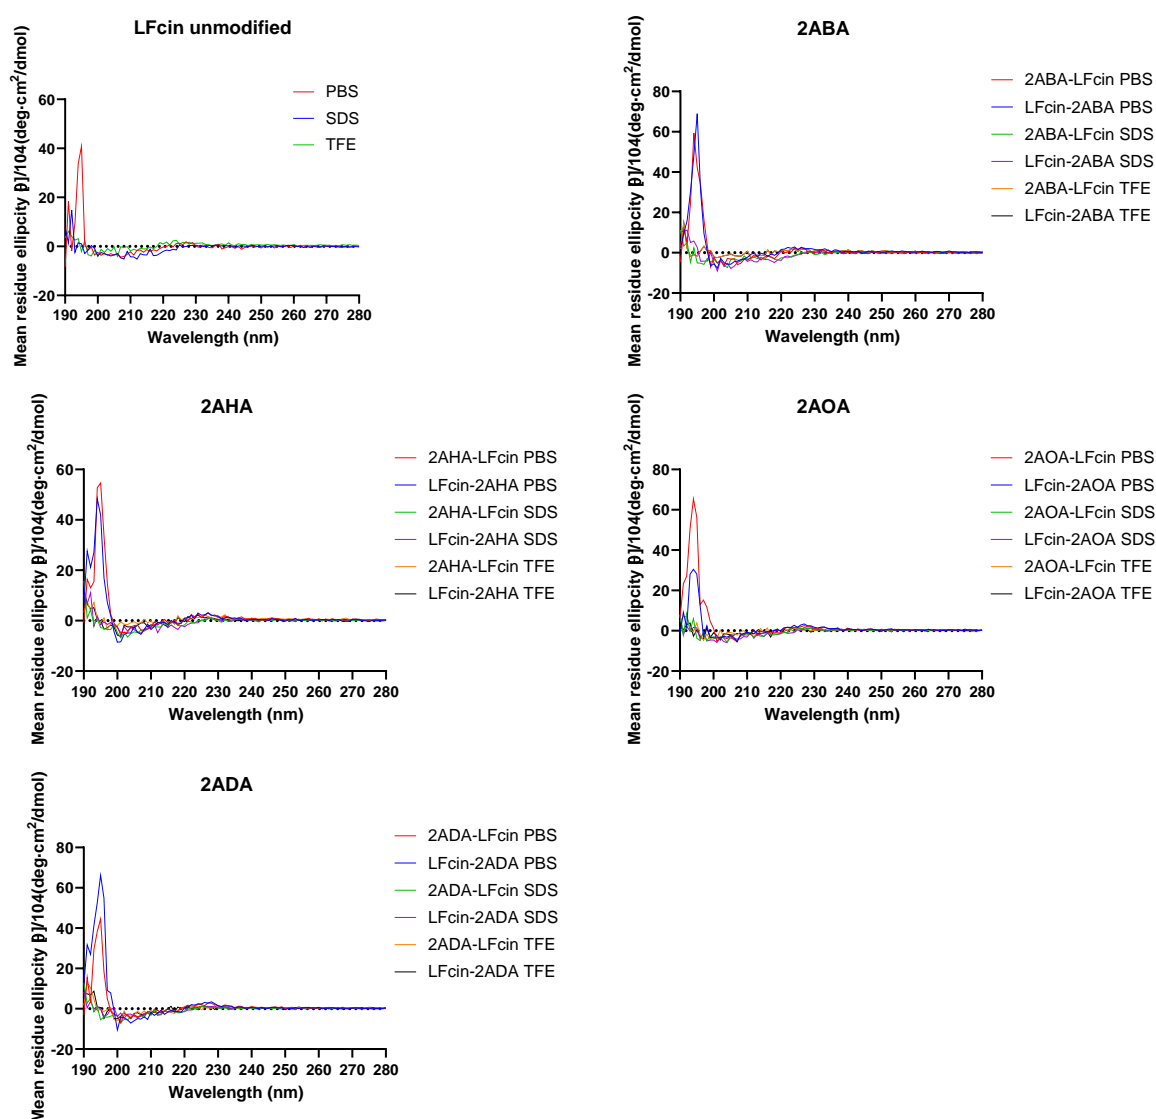 LFcin unmodified
Mean residue ellipcity [θ]/104(deg·cm²/dmol)
60
40
20
0
-20
190 200 210 220 230 240 250 260 270 280
Wavelength (nm)
PBS
SDS
TFE
2ABA
Mean residue ellipcity [θ]/104(deg·cm²/dmol)
80
60
40
20
0
-20
190 200 210 220 230 240 250 260 270 280
Wavelength (nm)
2ABA-LFcin PBS
LFcin-2ABA PBS
2ABA-LFcin SDS
LFcin-2ABA SDS
2ABA-LFcin TFE
LFcin-2ABA TFE
2AHA
Mean residue ellipcity [θ]/104(deg·cm²/dmol)
60
40
20
0
-20
190 200 210 220 230 240 250 260 270 280
Wavelength (nm)
2AHA-LFcin PBS
LFcin-2AHA PBS
2AHA-LFcin SDS
LFcin-2AHA SDS
2AHA-LFcin TFE
LFcin-2AHA TFE
2AOA
Mean residue ellipcity [θ]/104(deg·cm²/dmol)
80
60
40
20
0
-20
190 200 210 220 230 240 250 260 270 280
Wavelength (nm)
2AOA-LFcin PBS
LFcin-2AOA PBS
2AOA-LFcin SDS
LFcin-2AOA SDS
2AOA-LFcin TFE
LFcin-2AOA TFE
2ADA
Mean residue ellipcity [θ]/104(deg·cm²/dmol)
80
60
40
20
0
-20
190 200 210 220 230 240 250 260 270 280
Wavelength (nm)
2ADA-LFcin PBS
LFcin-2ADA PBS
2ADA-LFcin SDS
LFcin-2ADA SDS
2ADA-LFcin TFE
LFcin-2ADA TFE